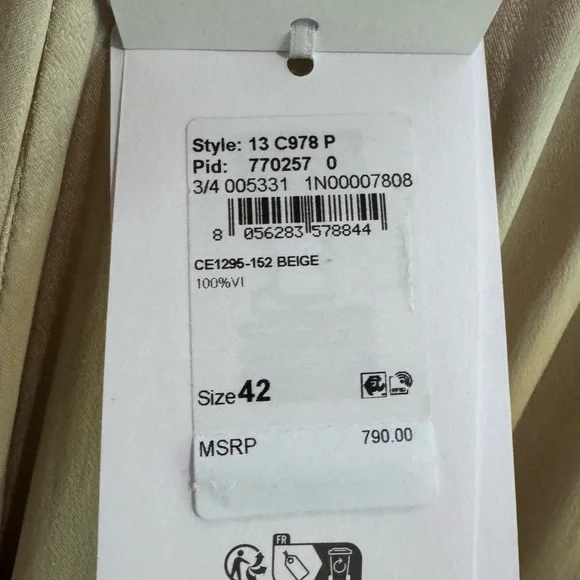 Style: 13 C978 P
Pid: 770257 0
3/4 005331 1N00007808
8 056283 578844
CE1295-152 BEIGE
100%VI
Size 42
RFID
MSRP 790.00
FR